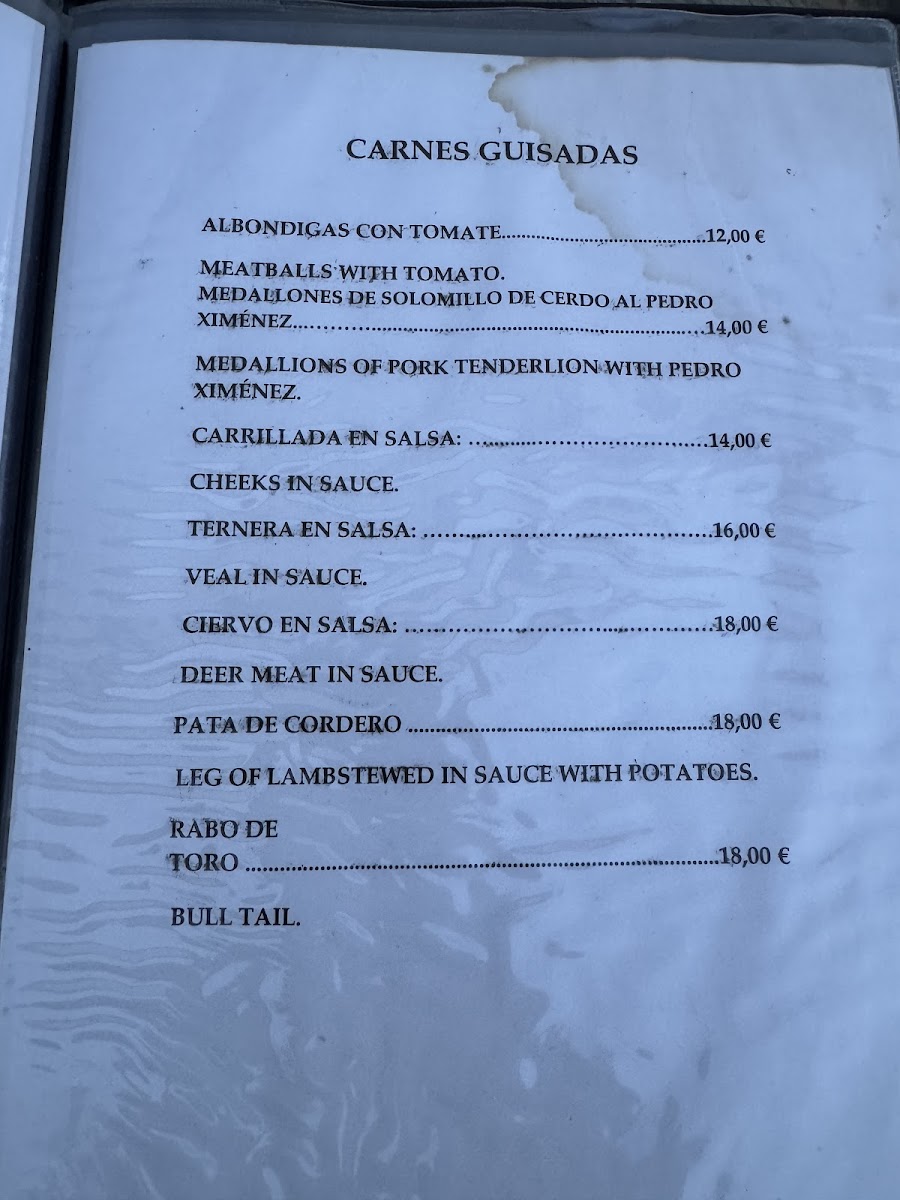 CARNES GUISADAS
ALBONDIGAS CON TOMATE..........................................12,00 €
MEATBALLS WITH TOMATO.
MEDALLONES DE SOLOMILLO DE CERDO AL PEDRO
XIMÉNEZ..................................................................................14,00 €
MEDALLIONS OF PORK TENDERLION WITH PEDRO
XIMÉNEZ.
CARRILLADA EN SALSA: ................................................14,00 €
CHEEKS IN SAUCE.
TERNERA EN SALSA: ..........................................................16,00 €
VEAL IN SAUCE.
CIERVO EN SALSA: ..............................................................18,00 €
DEER MEAT IN SAUCE.
PATA DE CORDERO ..............................................................18,00 €
LEG OF LAMBSTEWED IN SAUCE WITH POTATOES.
RABO DE
TORO ................................................................................................18,00 €
BULL TAIL.